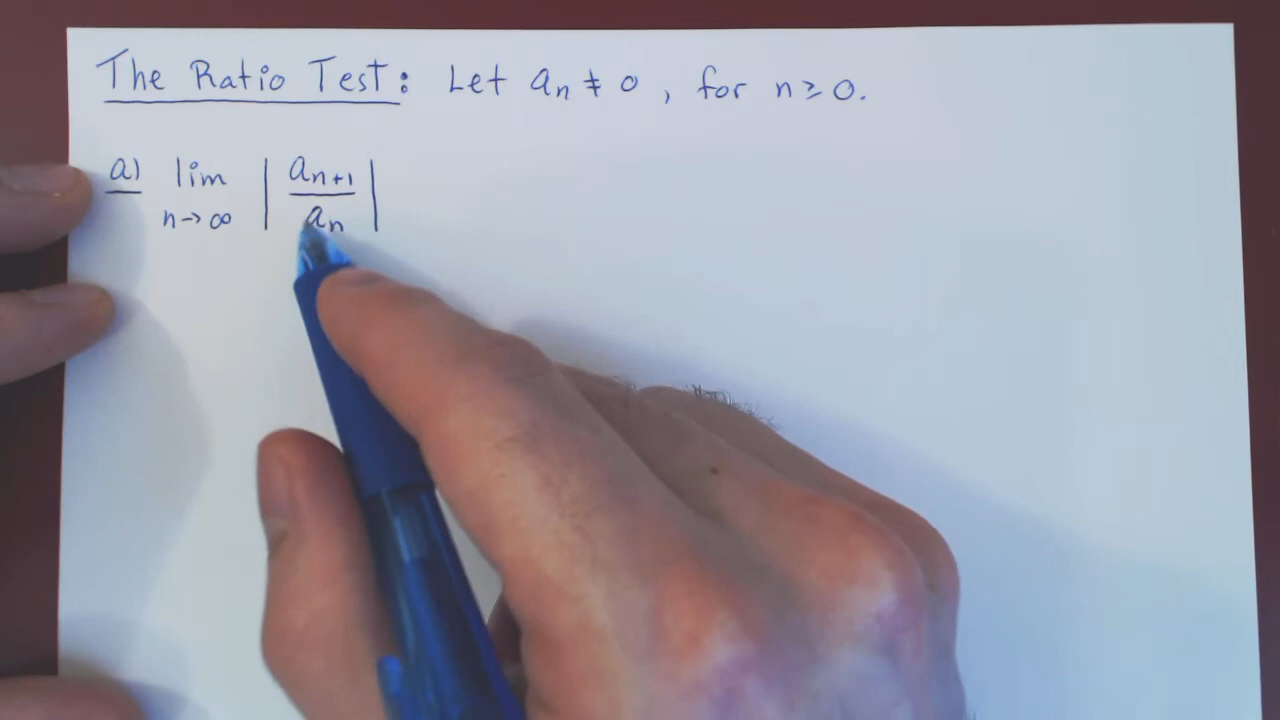 The Ratio Test: Let aₙ ≠ 0, for n ≥ 0.
a) lim n→∞ | aₙ₊₁ / aₙ |